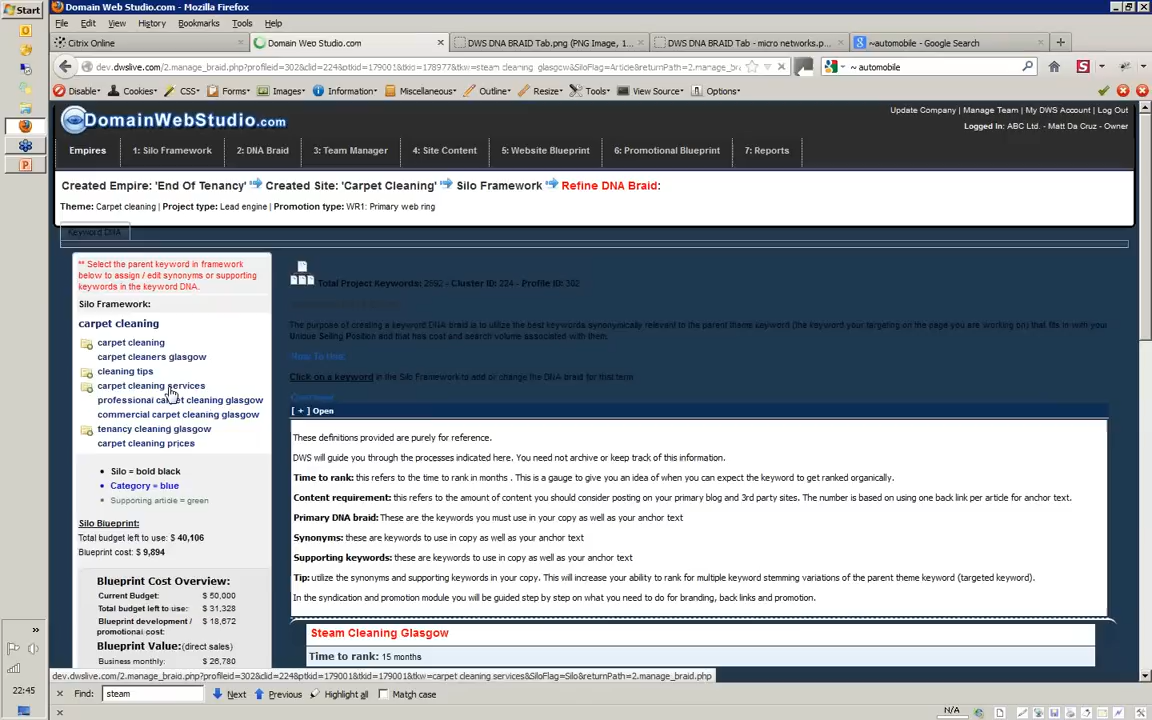 Start
Domain Web Studio.com - Mozilla Firefox
File Edit View History Bookmarks Tools Help
Citrix Online
Domain Web Studio.com
DWS DNA BRAID Tab.png (PNG Image, 1...
DWS DNA BRAID Tab - micro networks.p...
~automobile - Google Search
dev.dwslive.com/2.manage_braid.php?profileid=302&clid=224&ptkid=179001&tkid=178977&tkw=steam cleaning glasgow&SiloFlag=Article&returnPath=2.manage_bra
~ automobile
Disable Cookies CSS Forms Images Information Miscellaneous Outline Resize Tools View Source Options
DomainWebStudio.com
Update Company | Manage Team | My DWS Account | Log Out
Logged In: ABC Ltd. - Matt Da Cruz - Owner
Empires 1: Silo Framework 2: DNA Braid 3: Team Manager 4: Site Content 5: Website Blueprint 6: Promotional Blueprint 7: Reports
Created Empire: 'End Of Tenancy' Created Site: 'Carpet Cleaning' Silo Framework Refine DNA Braid:
Theme: Carpet cleaning | Project type: Lead engine | Promotion type: WR1: Primary web ring
Keyword DNA
** Select the parent keyword in framework
below to assign / edit synonyms or supporting
keywords in the keyword DNA.
Silo Framework:
carpet cleaning
carpet cleaning
carpet cleaners glasgow
cleaning tips
carpet cleaning services
professional carpet cleaning glasgow
commercial carpet cleaning glasgow
tenancy cleaning glasgow
carpet cleaning prices
• Silo = bold black
• Category = blue
• Supporting article = green
Silo Blueprint:
Total budget left to use: $ 40,106
Blueprint cost: $ 9,894
Blueprint Cost Overview:
Current Budget: $ 50,000
Total budget left to use: $ 31,328
Blueprint development / $ 18,672
promotional cost:
Blueprint Value: (direct sales)
Business monthly: $ 26,780
Total Project Keywords: 2592 - Cluster ID: 224 - Profile ID: 302
The purpose of creating a keyword DNA braid is to utilize the best keywords synonymically relevant to the parent theme keyword (the keyword your targeting on the page you are working on) that fits in with your
Unique Selling Position and that has cost and search volume associated with them.
How To Use:
Click on a keyword in the Silo Framework to add or change the DNA braid for that term
[ + ] Open
These definitions provided are purely for reference.
DWS will guide you through the processes indicated here. You need not archive or keep track of this information.
Time to rank: this refers to the time to rank in months . This is a gauge to give you an idea of when you can expect the keyword to get ranked organically.
Content requirement: this refers to the amount of content you should consider posting on your primary blog and 3rd party sites. The number is based on using one back link per article for anchor text.
Primary DNA braid: These are the keywords you must use in your copy as well as your anchor text
Synonyms: these are keywords to use in copy as well as your anchor text
Supporting keywords: these are keywords to use in copy as well as your anchor text
Tip: utilize the synonyms and supporting keywords in your copy. This will increase your ability to rank for multiple keyword stemming variations of the parent theme keyword (targeted keyword).
In the syndication and promotion module you will be guided step by step on what you need to do for branding, back links and promotion.
Steam Cleaning Glasgow
Time to rank: 15 months
dev.dwslive.com/2.manage_braid.php?profileid=302&clid=224&ptkid=179001&tkid=179001&tkw=carpet cleaning services&SiloFlag=Silo&returnPath=2.manage_braid.php
22:45
× Find: steam Next Previous Highlight all Match case
N/A